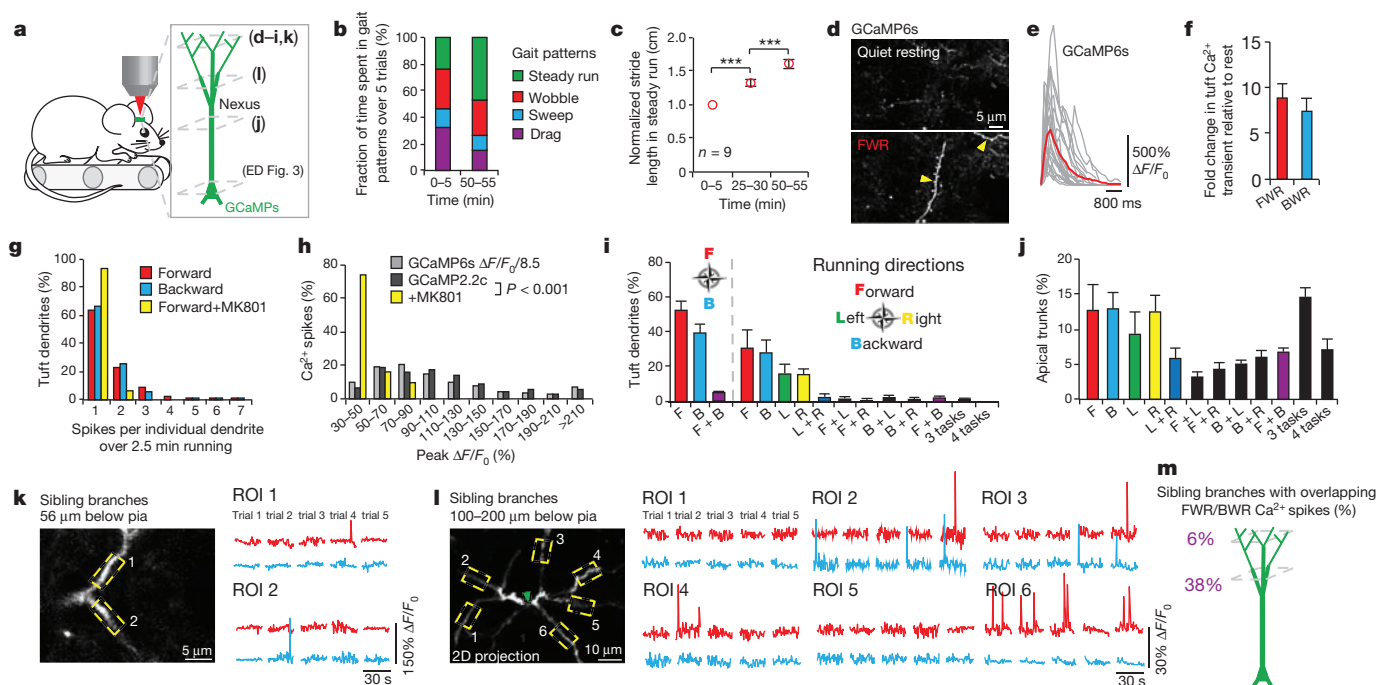 a
(d–i,k)
(l)
Nexus
(j)
(ED Fig. 3)
GCaMPs
b
Fraction of time spent in gait
patterns over 5 trials (%)
100
80
60
40
20
0
0–5
50–55
Time (min)
Gait patterns
Steady run
Wobble
Sweep
Drag
c
Normalized stride
length in steady run (cm)
2.0
1.5
1.0
0.5
0
***
***
n = 9
0–5
25–30
50–55
Time (min)
d
GCaMP6s
Quiet resting
5 μm
FWR
e
GCaMP6s
500%
ΔF/F0
800 ms
f
Fold change in tuft Ca2+
transient relative to rest
15
10
5
0
FWR
BWR
g
Tuft dendrites (%)
100
80
60
40
20
0
Forward
Backward
Forward+MK801
1 2 3 4 5 6 7
Spikes per individual dendrite
over 2.5 min running
h
Ca2+ spikes (%)
80
60
40
20
0
GCaMP6s ΔF/F0/8.5
GCaMP2.2c
+MK801
P < 0.001
30–50
50–70
70–90
90–110
110–130
130–150
150–170
170–190
190–210
>210
Peak ΔF/F0 (%)
i
Tuft dendrites (%)
80
60
40
20
0
F
B
Running directions
Forward
Left
Right
Backward
F
B
F + B
F
B
L
R
L + R
F + L
F + R
B + L
B + R
F + B
3 tasks
4 tasks
j
Apical trunks (%)
20
15
10
5
0
F
B
L
R
L + R
F + L
F + R
B + L
B + R
F + B
3 tasks
4 tasks
k
Sibling branches
56 μm below pia
1
2
5 μm
ROI 1
Trial 1 Trial 2 Trial 3 Trial 4 Trial 5
ROI 2
150% ΔF/F0
30 s
l
Sibling branches
100–200 μm below pia
3
2
4
1
5
6
2D projection
10 μm
ROI 1
Trial 1 Trial 2 Trial 3 Trial 4 Trial 5
ROI 2
ROI 3
ROI 4
ROI 5
ROI 6
30% ΔF/F0
30 s
m
Sibling branches with overlapping
FWR/BWR Ca2+ spikes (%)
6%
38%